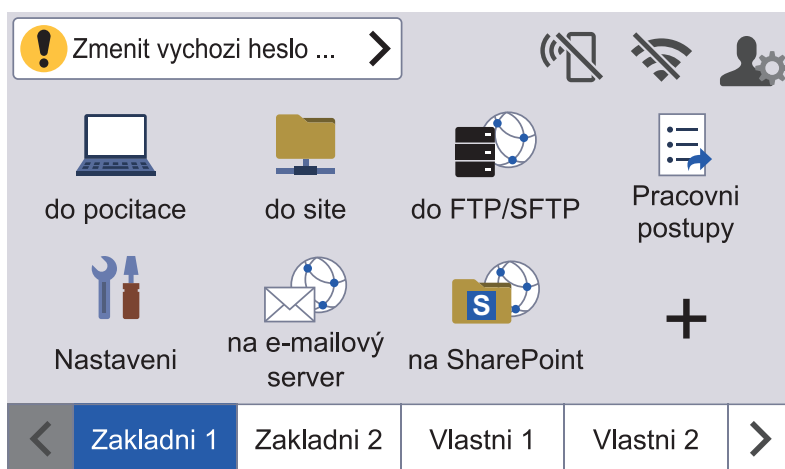 Zmenit vychozi heslo ...
do pocitace
do site
do FTP/SFTP
Pracovni
postupy
Nastaveni
na e-mailový
server
S
na SharePoint
Zakladni 1
Zakladni 2
Vlastni 1
Vlastni 2